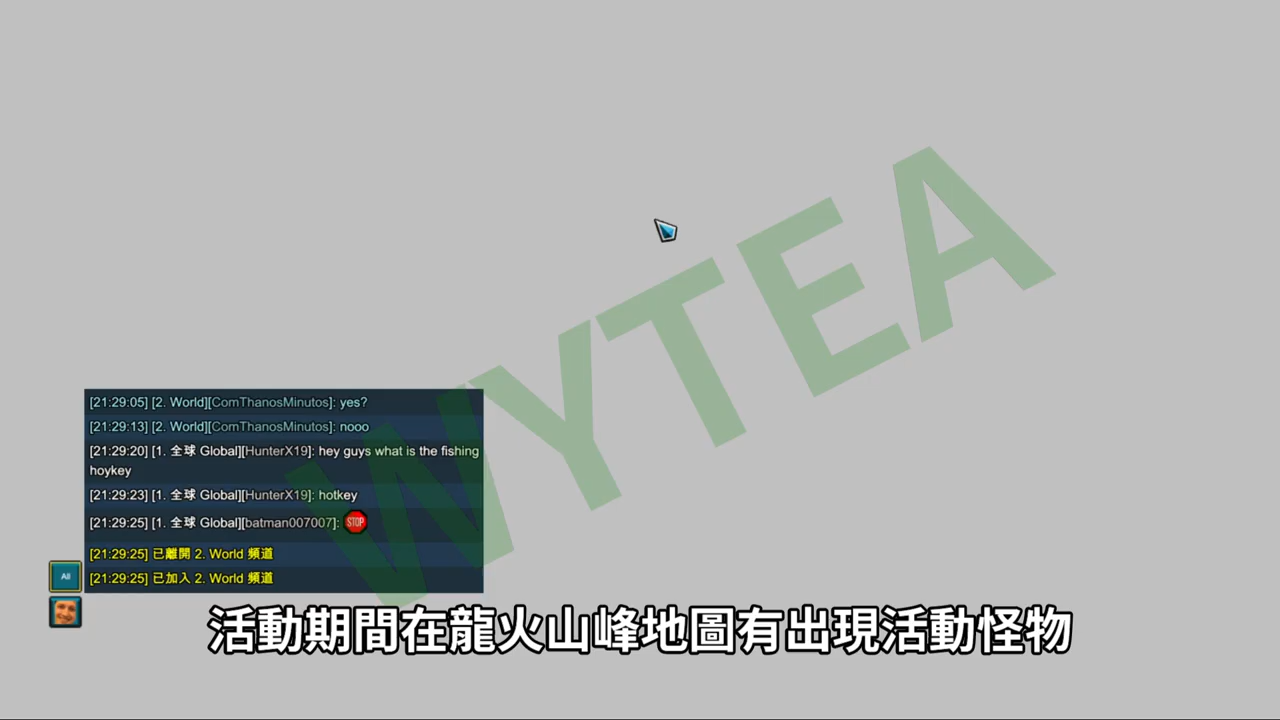 WYTEA
[21:29:05] [2. World][ComThanosMinutos]: yes?
[21:29:13] [2. World][ComThanosMinutos]: nooo
[21:29:20] [1. 全球 Global][HunterX19]: hey guys what is the fishing
hoykey
[21:29:23] [1. 全球 Global][HunterX19]: hotkey
[21:29:25] [1. 全球 Global][batman007007]: STOP
[21:29:25] 已離開 2. World 頻道
[21:29:25] 已加入 2. World 頻道
All
活動期間在龍火山峰地圖有出現活動怪物